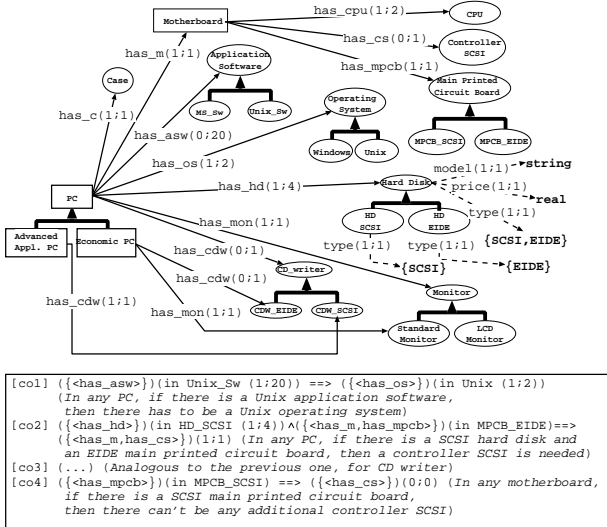 Motherboard
has_cpu(1;2)
CPU
has_cs(0;1)
Controller
SCSI
has_m(1;1)
has_mpcb(1;1)
Application
Software
Main Printed
Circuit Board
Case
MS_Sw
Unix_Sw
Operating
System
has_c(1;1)
has_asw(0;20)
MPCB_SCSI
MPCB_EIDE
has_os(1;2)
Windows
Unix
model(1;1)
string
PC
has_hd(1;4)
Hard Disk
price(1;1)
real
has_mon(1;1)
HD
SCSI
HD
EIDE
type(1;1)
Advanced
Appl. PC
Economic PC
has_cdw(0;1)
type(1;1)
type(1;1)
{SCSI,EIDE}
has_cdw(0;1)
CD_writer
{SCSI}
{EIDE}
has_cdw(1;1)
Monitor
has_mon(1;1)
CDW_EIDE
CDW_SCSI
Standard
Monitor
LCD
Monitor
[co1] ({<has_asw>})(in Unix_Sw (1;20)) ==> ({<has_os>})(in Unix (1;2))
(In any PC, if there is a Unix application software,
then there has to be a Unix operating system)
[co2] ({<has_hd>})(in HD_SCSI (1;4))∧({<has_m,has_mpcb>})(in MPCB_EIDE)==>
({<has_m,has_cs>})(1;1) (In any PC, if there is a SCSI hard disk and
an EIDE main printed circuit board, then a controller SCSI is needed)
[co3] (...) (Analogous to the previous one, for CD writer)
[co4] ({<has_mpcb>})(in MPCB_SCSI) ==> ({<has_cs>})(0;0) (In any motherboard,
if there is a SCSI main printed circuit board,
then there can't be any additional controller SCSI)